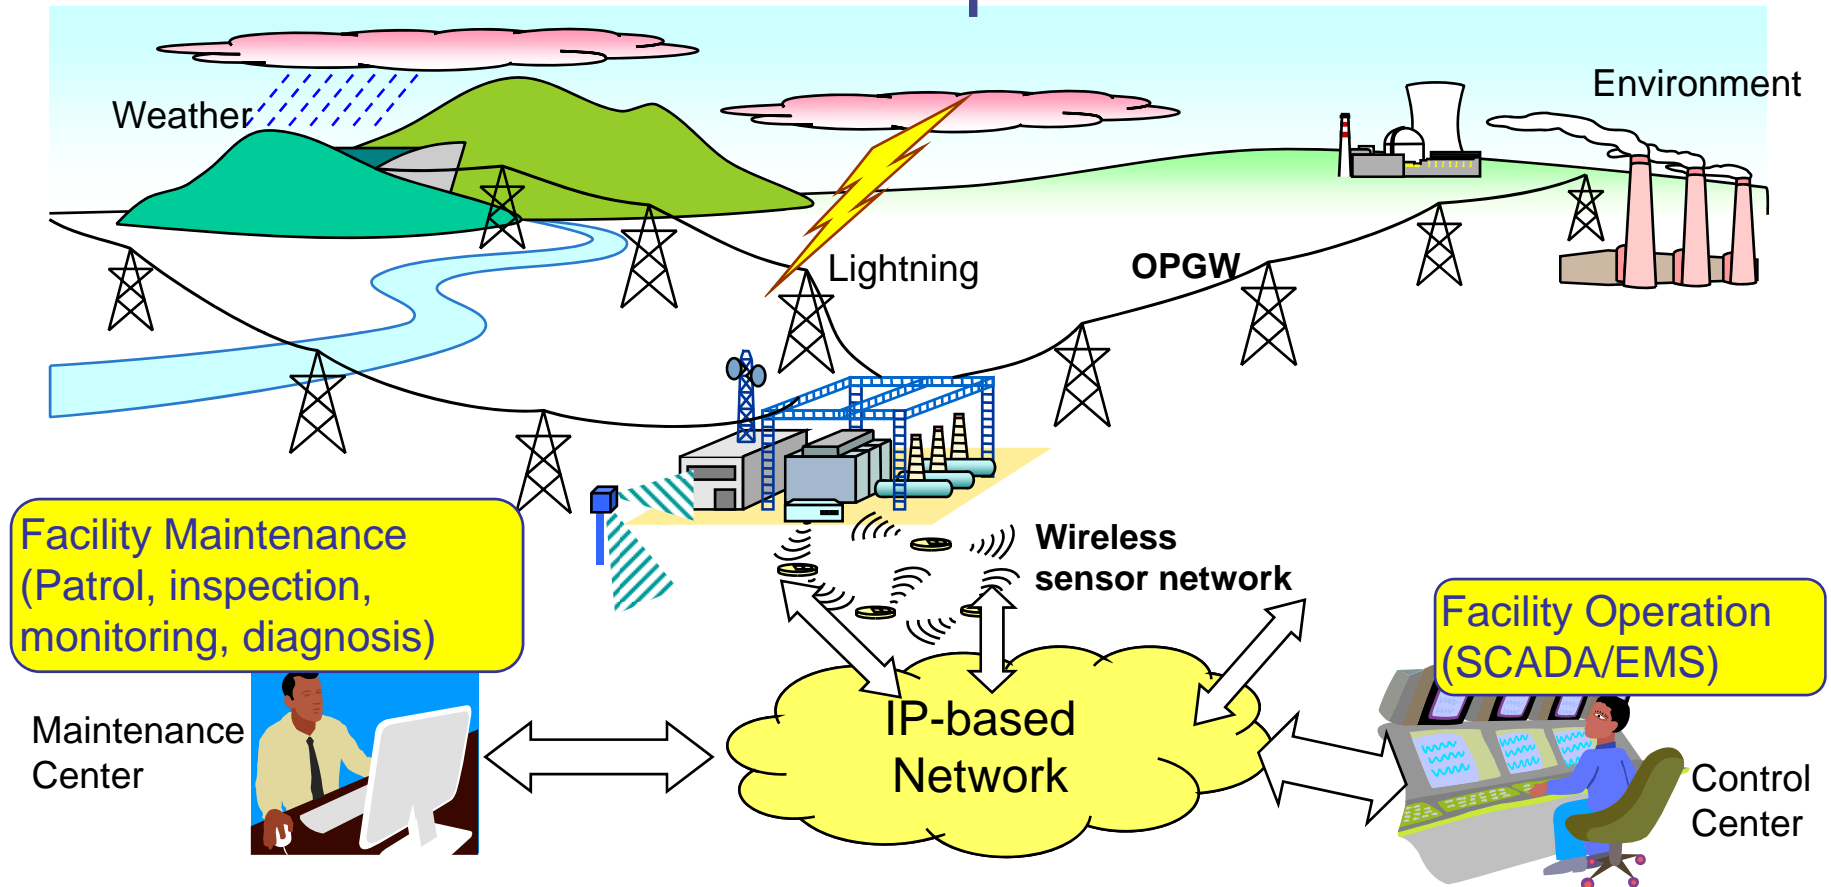 Environment
Weather
Lightning
OPGW
Wireless
sensor network
Facility Maintenance
(Patrol, inspection,
monitoring, diagnosis)
Facility Operation
(SCADA/EMS)
Maintenance
Center
IP-based
Network
Control
Center